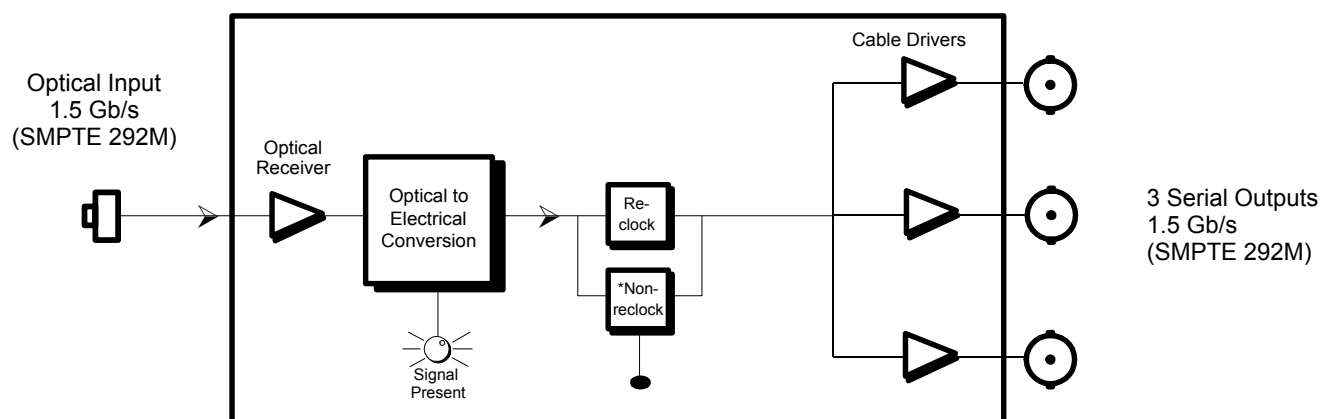 Optical Input
1.5 Gb/s
(SMPTE 292M)
Optical
Receiver
Optical to
Electrical
Conversion
Signal
Present
Re-
clock
*Non-
reclock
Cable Drivers
3 Serial Outputs
1.5 Gb/s
(SMPTE 292M)